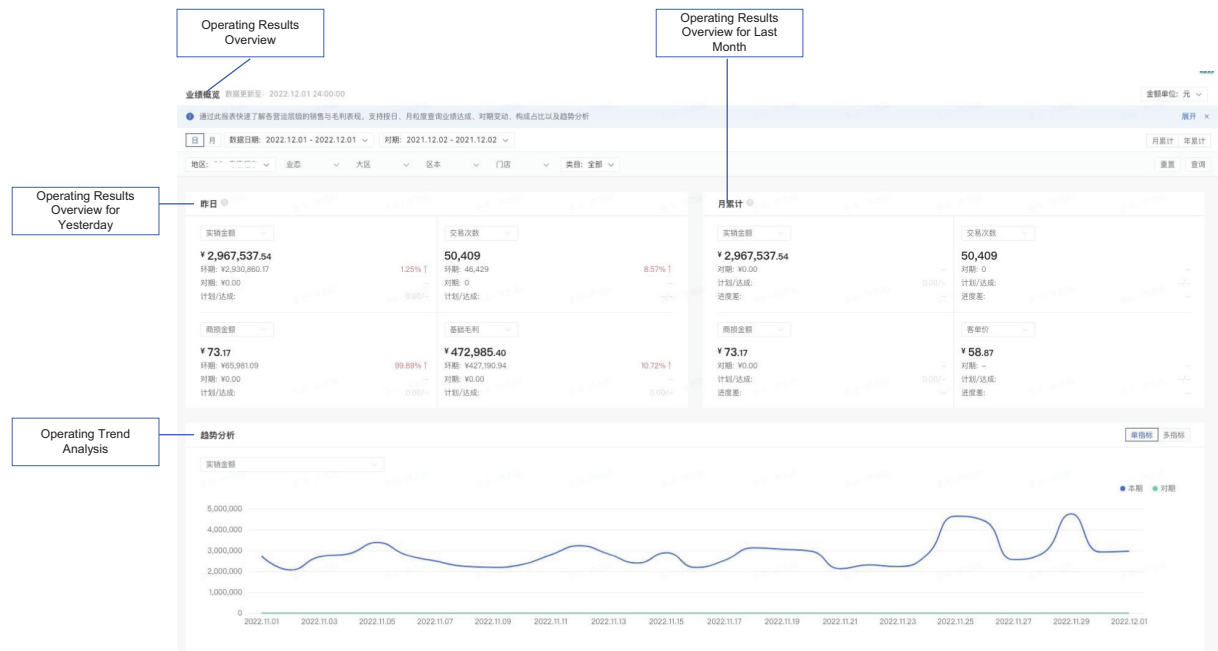 Operating Results
Overview
Operating Results
Overview for Last
Month
业绩概览 数据更新至: 2022.12.01 24:00:00
金额单位: 元
通过此报表快速了解各营运层级的销售与毛利表现，支持按日、月粒度查询业绩达成、对期变动、构成占比以及趋势分析
展开 ×
日 月 数据日期: 2022.12.01 - 2022.12.01 对期: 2021.12.02 - 2021.12.02
月累计 年累计
地区: 业态 大区 区本 门店 类目: 全部
重置 查询
Operating Results
Overview for
Yesterday
昨日
月累计
实销金额 交易次数
实销金额 交易次数
¥ 2,967,537.54 50,409
¥ 2,967,537.54 50,409
环期: ¥2,930,860.17 1.25% ↑ 环期: 46,429 8.57% ↑
对期: ¥0.00 -- 对期: 0 --
对期: ¥0.00 -- 对期: 0 --
计划/达成: 0.00/-- 计划/达成: --/--
计划/达成: 0.00/-- 计划/达成: --/--
进度差: -- 进度差: --
商损金额 基础毛利
商损金额 客单价
¥ 73.17 ¥ 472,985.40
¥ 73.17 ¥ 58.87
环期: ¥65,981.09 99.89% ↑ 环期: ¥427,190.94 10.72% ↑
对期: ¥0.00 -- 对期: ¥0.00 --
对期: ¥0.00 -- 对期: --
计划/达成: 0.00/-- 计划/达成: 0.00/--
计划/达成: 0.00/-- 计划/达成: --/--
进度差: -- 进度差: --
Operating Trend
Analysis
趋势分析
单指标 多指标
实销金额
本期 对期
5,000,000
4,000,000
3,000,000
2,000,000
1,000,000
0
2022.11.01 2022.11.03 2022.11.05 2022.11.07 2022.11.09 2022.11.11 2022.11.13 2022.11.15 2022.11.17 2022.11.19 2022.11.21 2022.11.23 2022.11.25 2022.11.27 2022.11.29 2022.12.01